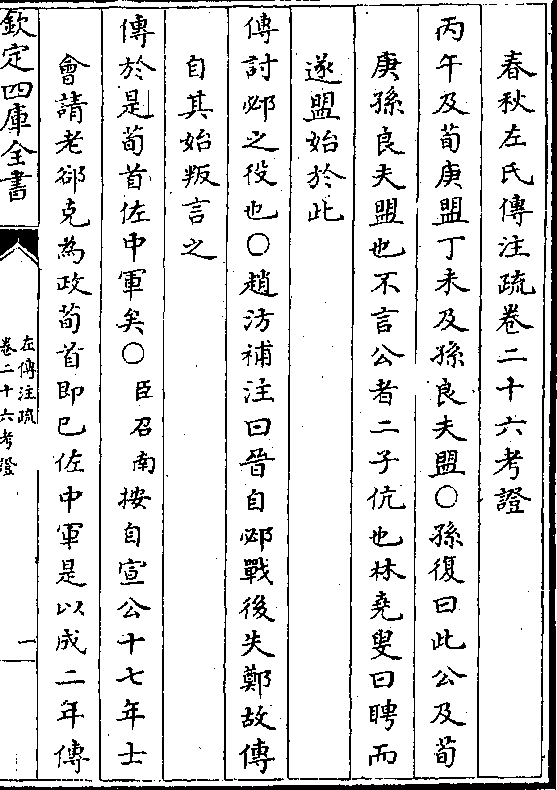 春秋左氏傳注疏卷二十六考證
丙午及荀庚盟丁未及孫良夫盟○孫復曰此公及荀
庚孫良夫盟也不言公者二子伉也林堯叟曰聘而
遂盟始於此
傳討邲之役也○趙汸補注曰晉自邲戰後失鄭故傳
自其始叛言之
傳於是荀首佐中軍矣○臣召南按自宣公十七年士
會請老郤克為政荀首即已佐中軍是以成二年傳
欽定四庫全書
左傳注疏
卷二十六考證
一